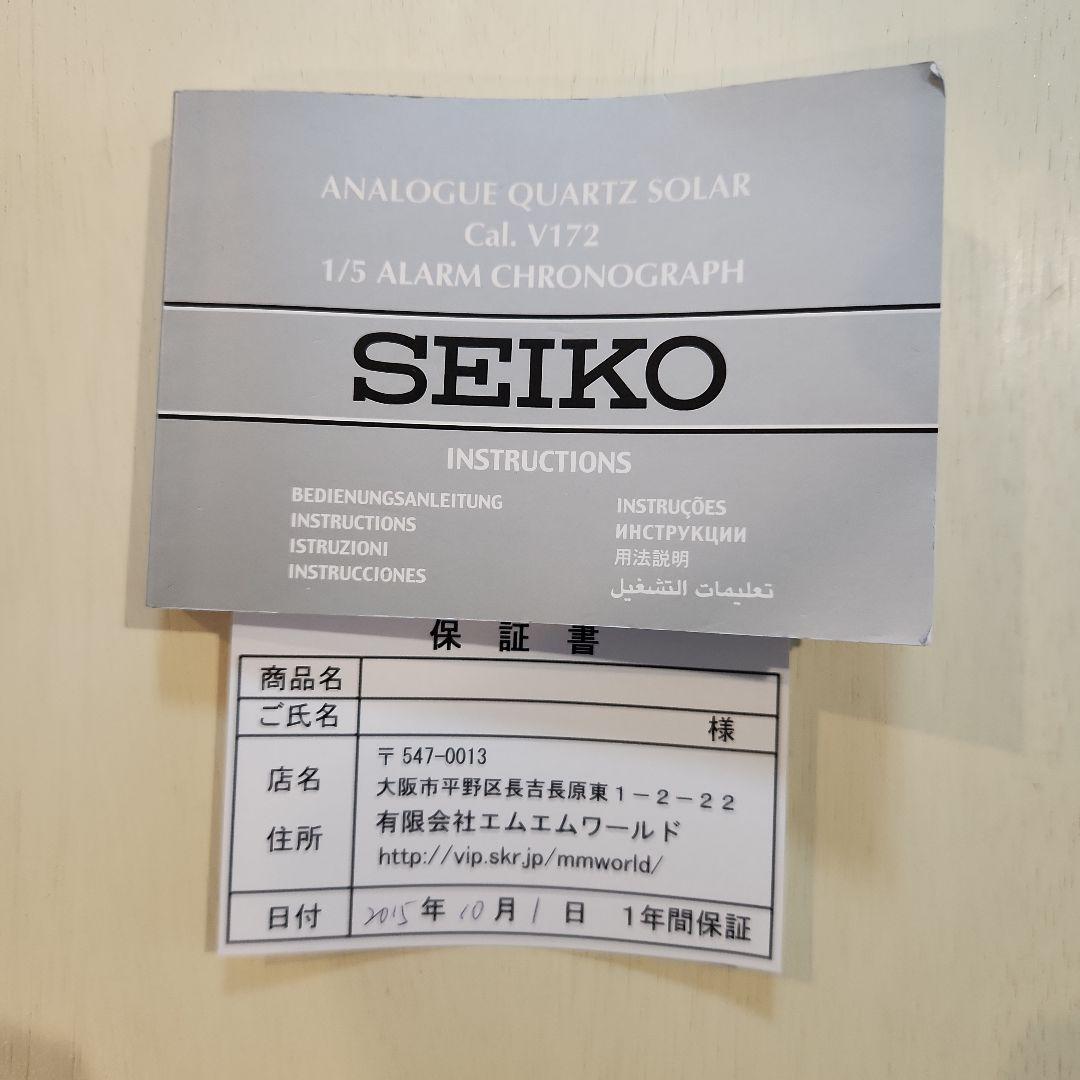 ANALOGUE QUARTZ SOLAR
Cal. V172
1/5 ALARM CHRONOGRAPH
SEIKO
INSTRUCTIONS
BEDIENUNGSANLEITUNG
INSTRUCTIONS
ISTRUZIONI
INSTRUCCIONES
INSTRUÇÕES
ИНСТРУКЦИИ
用法説明
تعليمات التشغيل
保証書
商品名
ご氏名 様
店名
住所
〒547-0013
大阪市平野区長吉長原東1-2-22
有限会社エムエムワールド
http://vip.skr.jp/mmworld/
日付 2015年10月1日 1年間保証